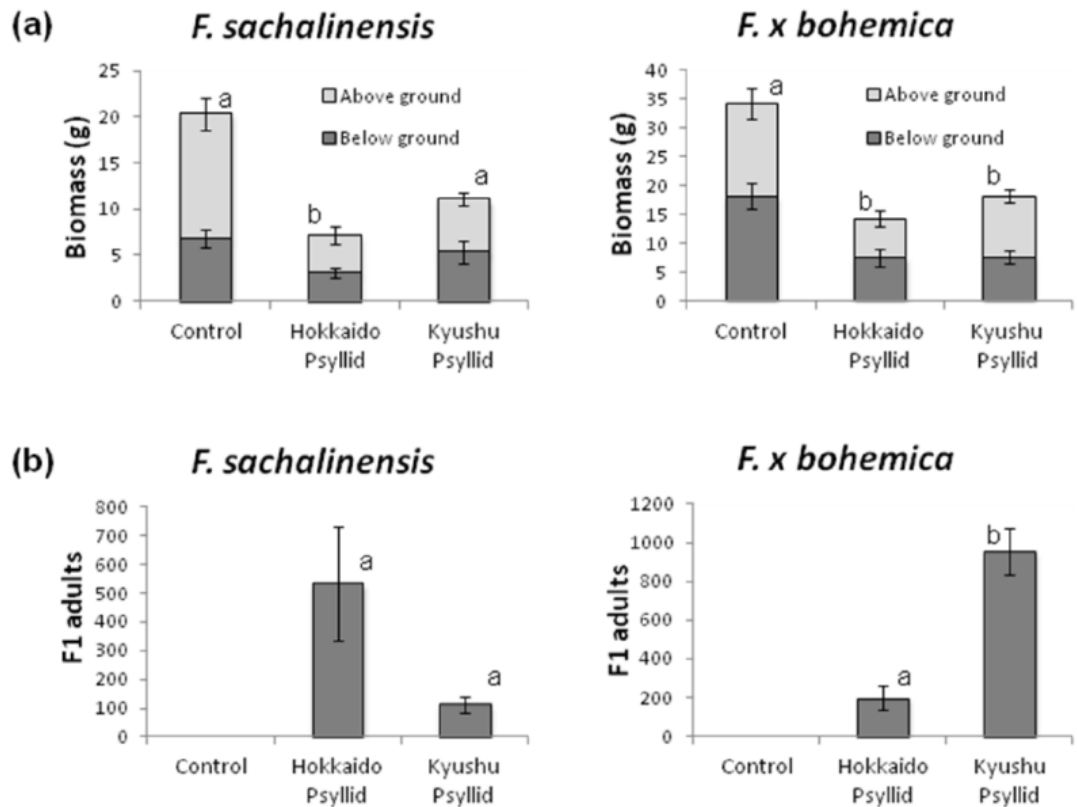 (a)
F. sachalinensis
Biomass (g)
25
20
15
10
5
0
a
b
a
Above ground
Below ground
Control
Hokkaido
Psyllid
Kyushu
Psyllid
F. x bohemica
Biomass (g)
40
35
30
25
20
15
10
5
0
a
b
b
Above ground
Below ground
Control
Hokkaido
Psyllid
Kyushu
Psyllid
(b)
F. sachalinensis
F1 adults
800
700
600
500
400
300
200
100
0
a
a
Control
Hokkaido
Psyllid
Kyushu
Psyllid
F. x bohemica
F1 adults
1200
1000
800
600
400
200
0
a
b
Control
Hokkaido
Psyllid
Kyushu
Psyllid